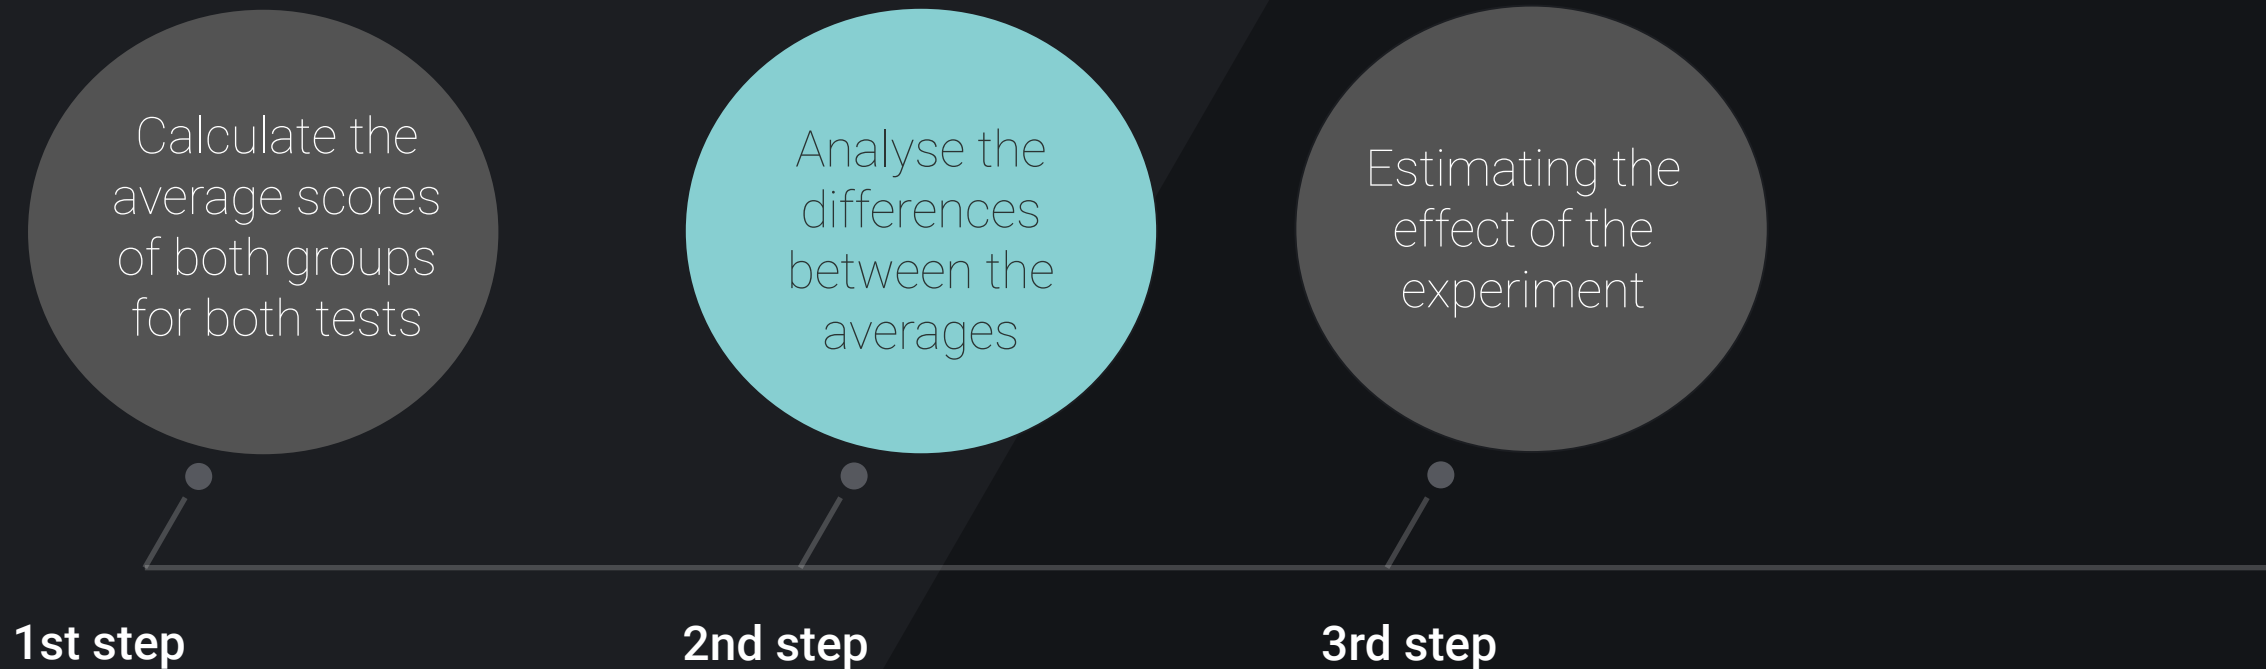 Calculate the
average scores
of both groups
for both tests
Analyse the
differences
between the
averages
Estimating the
effect of the
experiment
1st step
2nd step
3rd step